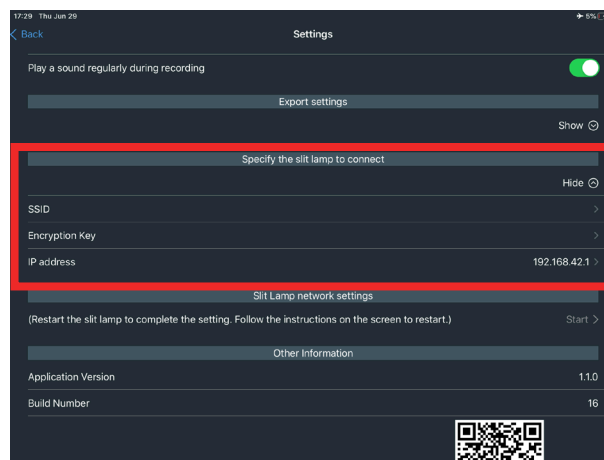 17:29 Thu Jun 29
5%
Back
Settings
Play a sound regularly during recording
Export settings
Show
Specify the slit lamp to connect
Hide
SSID
Encryption Key
IP address 192.168.42.1
Slit Lamp network settings
(Restart the slit lamp to complete the setting. Follow the instructions on the screen to restart.) Start
Other Information
Application Version 1.1.0
Build Number 16